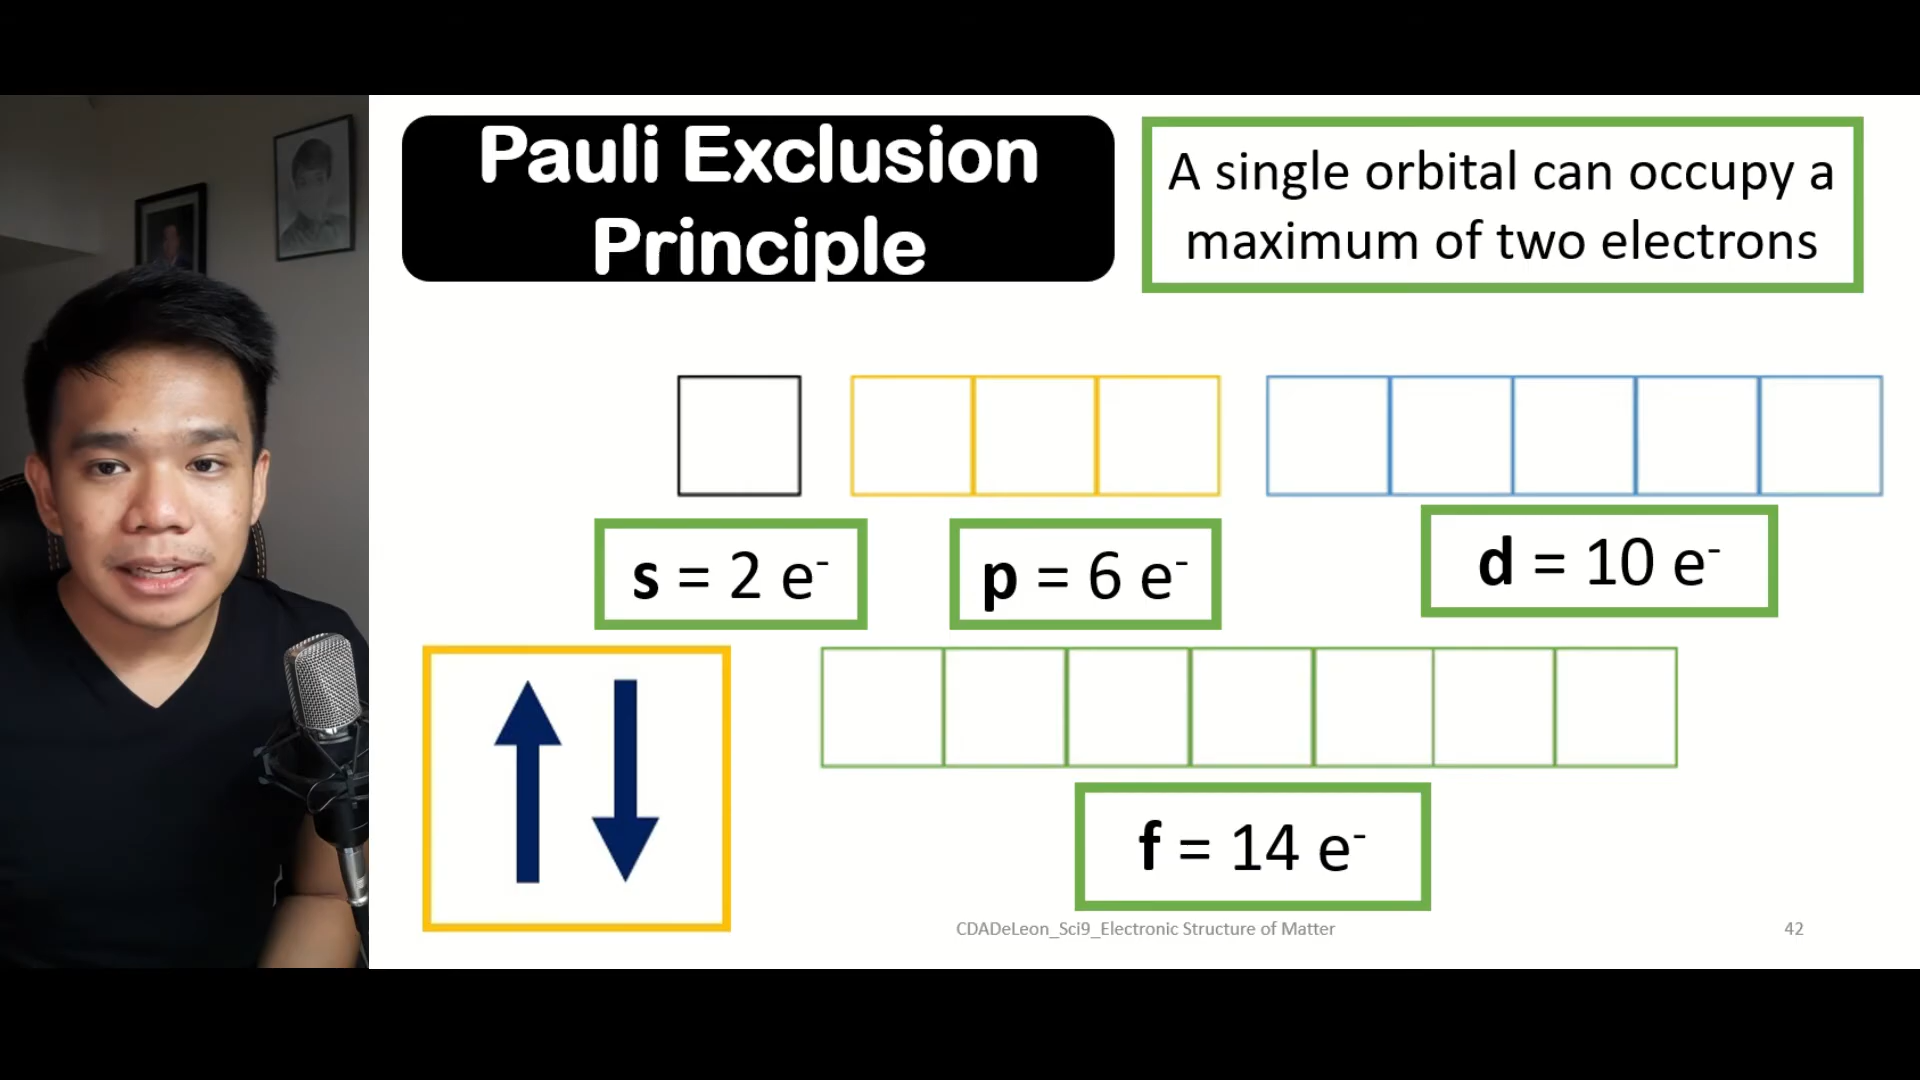 Pauli Exclusion
Principle
A single orbital can occupy a
maximum of two electrons
s = 2 e-
p = 6 e-
d = 10 e-
f = 14 e-
CDADeLeon_Sci9_Electronic Structure of Matter
42